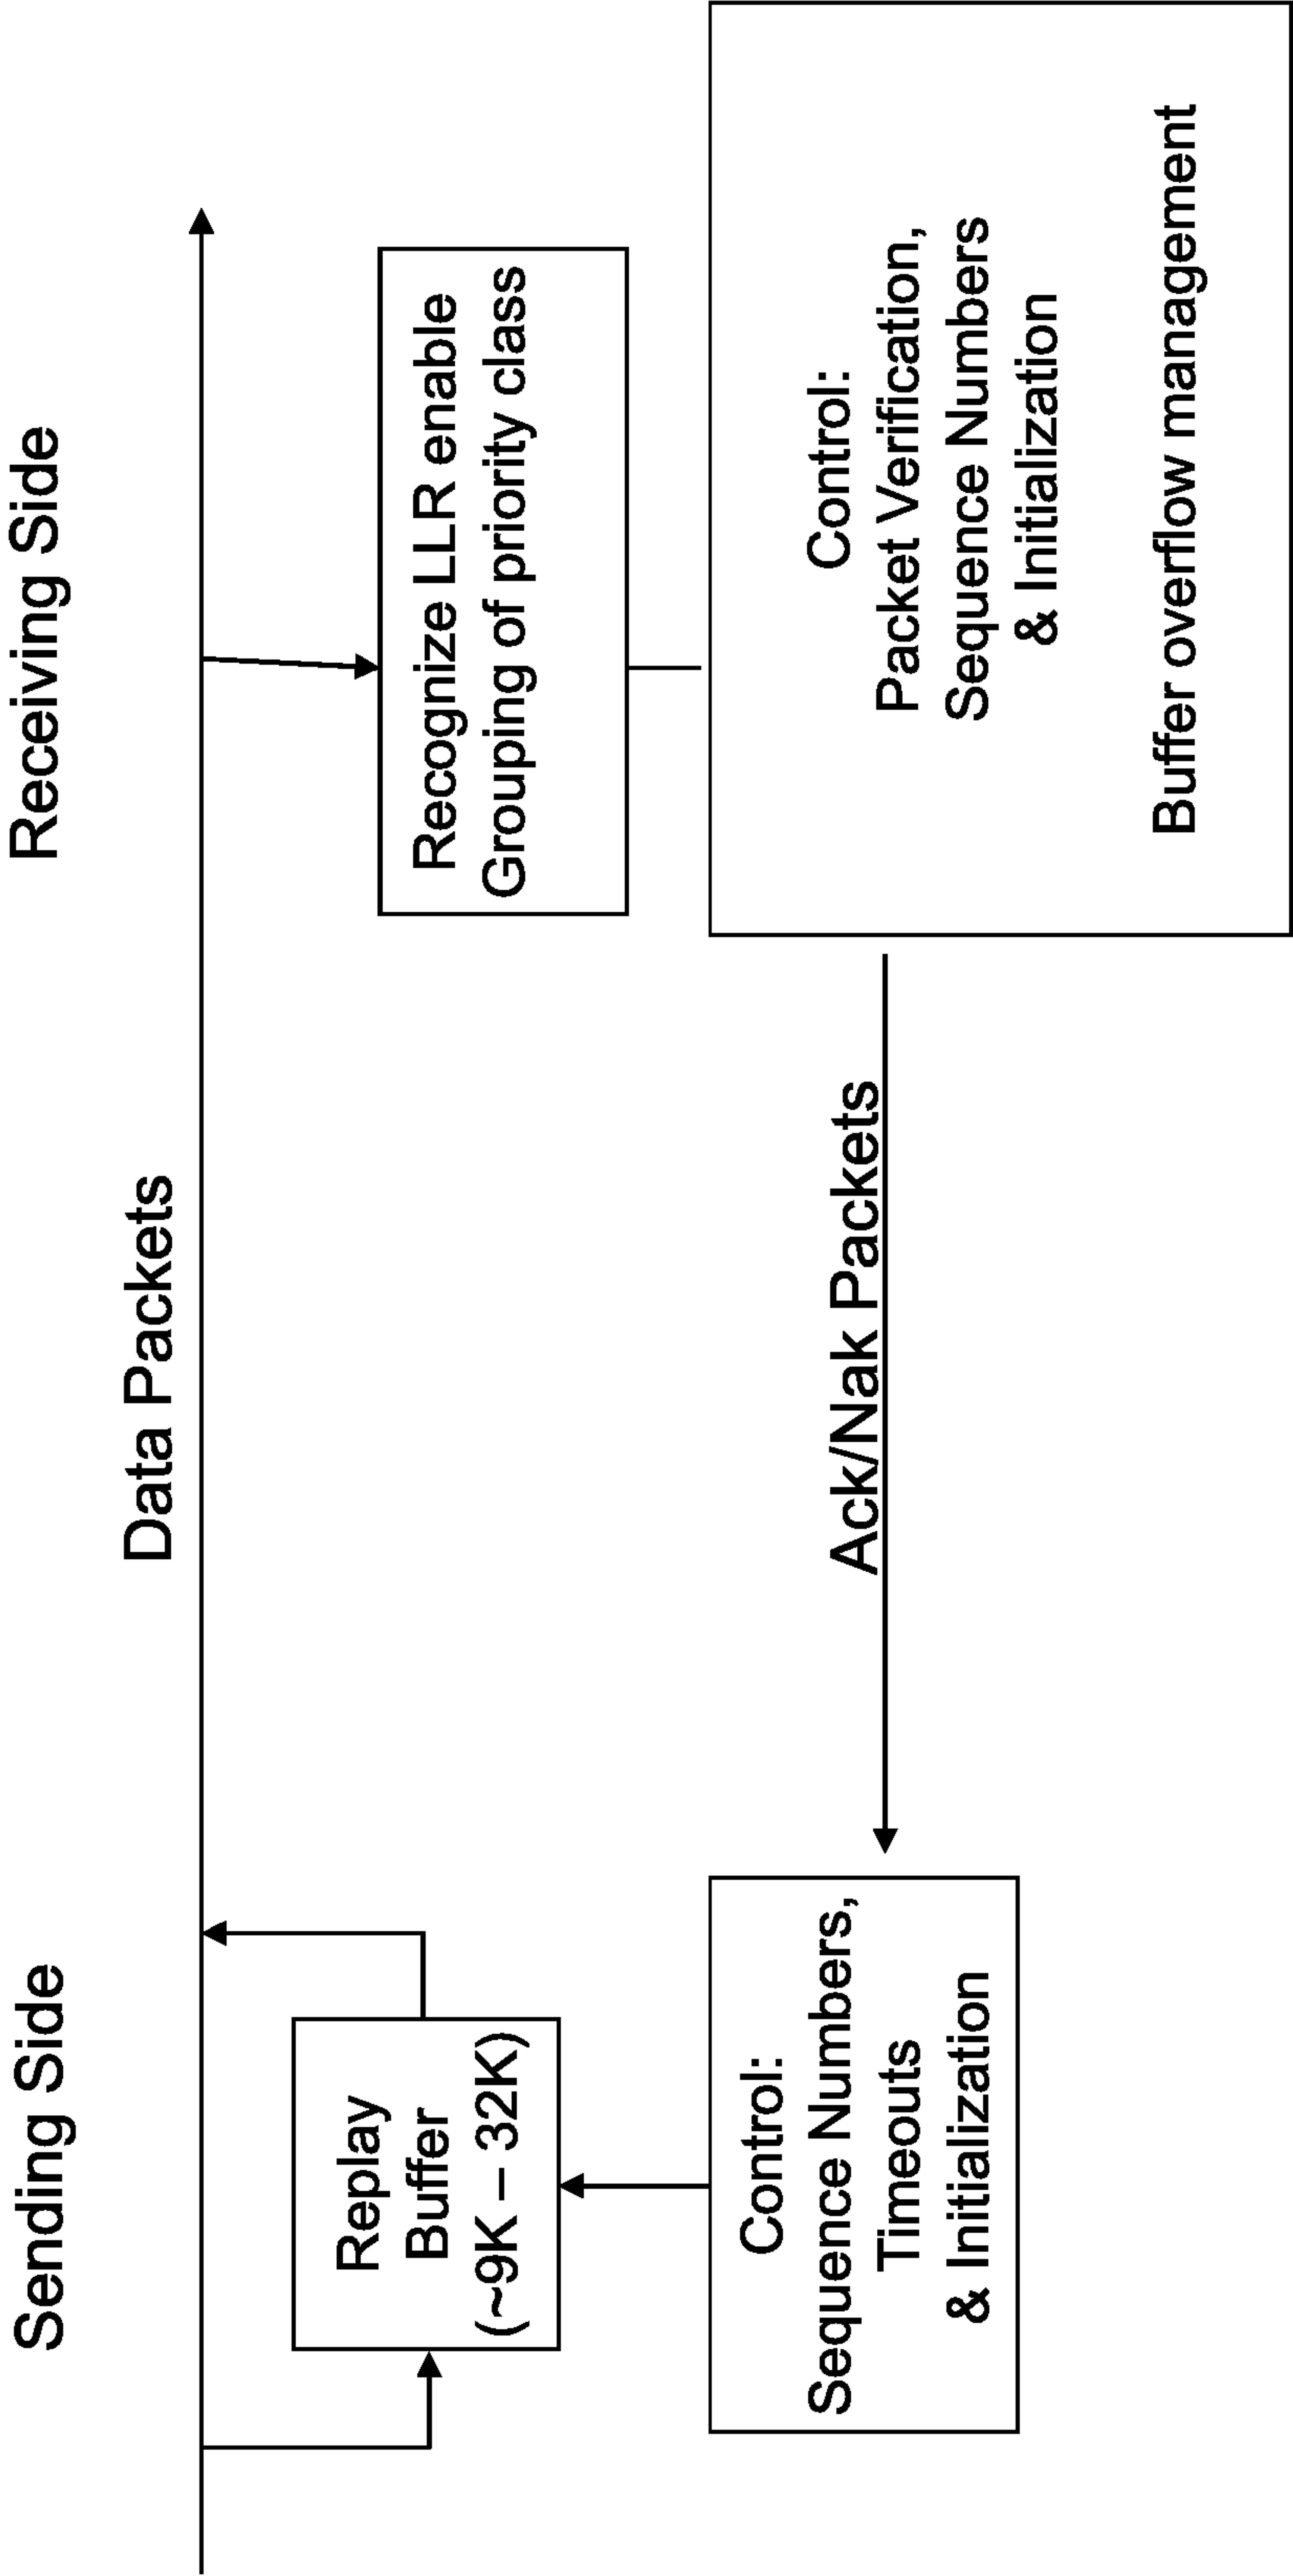 Sending Side
Receiving Side
Data Packets
Replay
Buffer
(~9K – 32K)
Recognize LLR enable
Grouping of priority class
Ack/Nak Packets
Control:
Sequence Numbers,
Timeouts
& Initialization
Control:
Packet Verification,
Sequence Numbers
& Initialization
Buffer overflow management